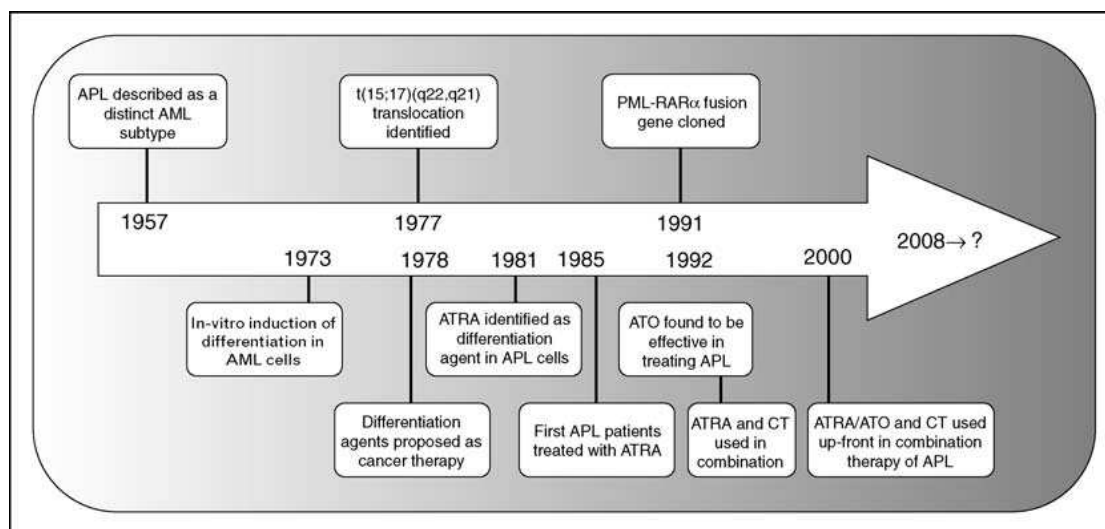 APL described as a
distinct AML
subtype
t(15;17)(q22,q21)
translocation
identified
PML-RARα fusion
gene cloned
1957
1977
1991
2008→ ?
1973
1978
1981
1985
1992
2000
In-vitro induction of
differentiation in
AML cells
ATRA identified as
differentiation
agent in APL cells
ATO found to be
effective in
treating APL
Differentiation
agents proposed as
cancer therapy
First APL patients
treated with ATRA
ATRA and CT
used in
combination
ATRA/ATO and CT used
up-front in combination
therapy of APL